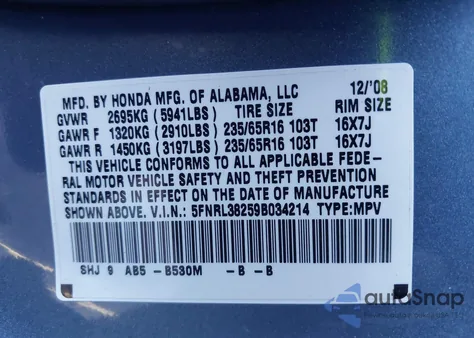 MFD. BY HONDA MFG. OF ALABAMA, LLC 12/'08
GVWR 2695KG (5941LBS) TIRE SIZE RIM SIZE
GAWR F 1320KG (2910LBS) 235/65R16 103T 16X7J
GAWR R 1450KG (3197LBS) 235/65R16 103T 16X7J
THIS VEHICLE CONFORMS TO ALL APPLICABLE FEDE-
RAL MOTOR VEHICLE SAFETY AND THEFT PREVENTION
STANDARDS IN EFFECT ON THE DATE OF MANUFACTURE
SHOWN ABOVE. V.I.N.: 5FNRL38259B034214 TYPE:MPV
SHJ 9 AB5 -B530M -B -B
autoSnap